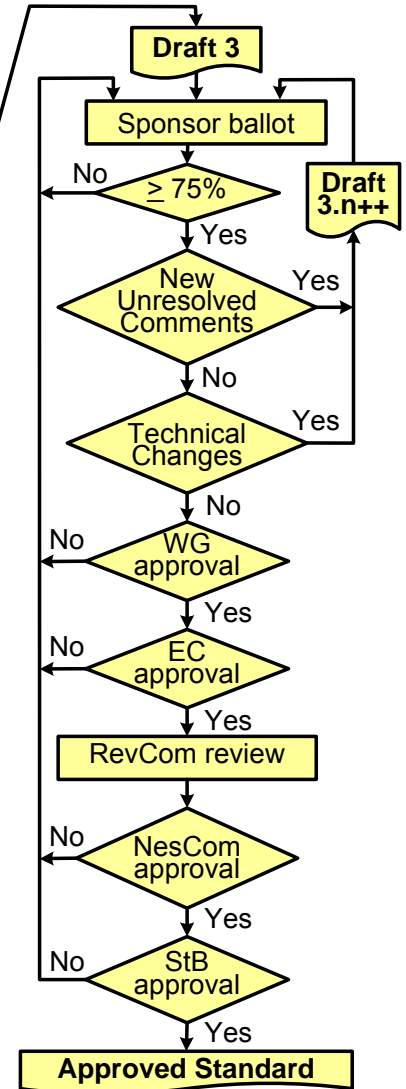 Draft 3
Sponsor ballot
No
≥ 75%
Draft
3.n++
Yes
New
Unresolved
Comments
Yes
No
Technical
Changes
Yes
No
No
WG
approval
Yes
No
EC
approval
Yes
RevCom review
No
NesCom
approval
Yes
No
StB
approval
Yes
Approved Standard